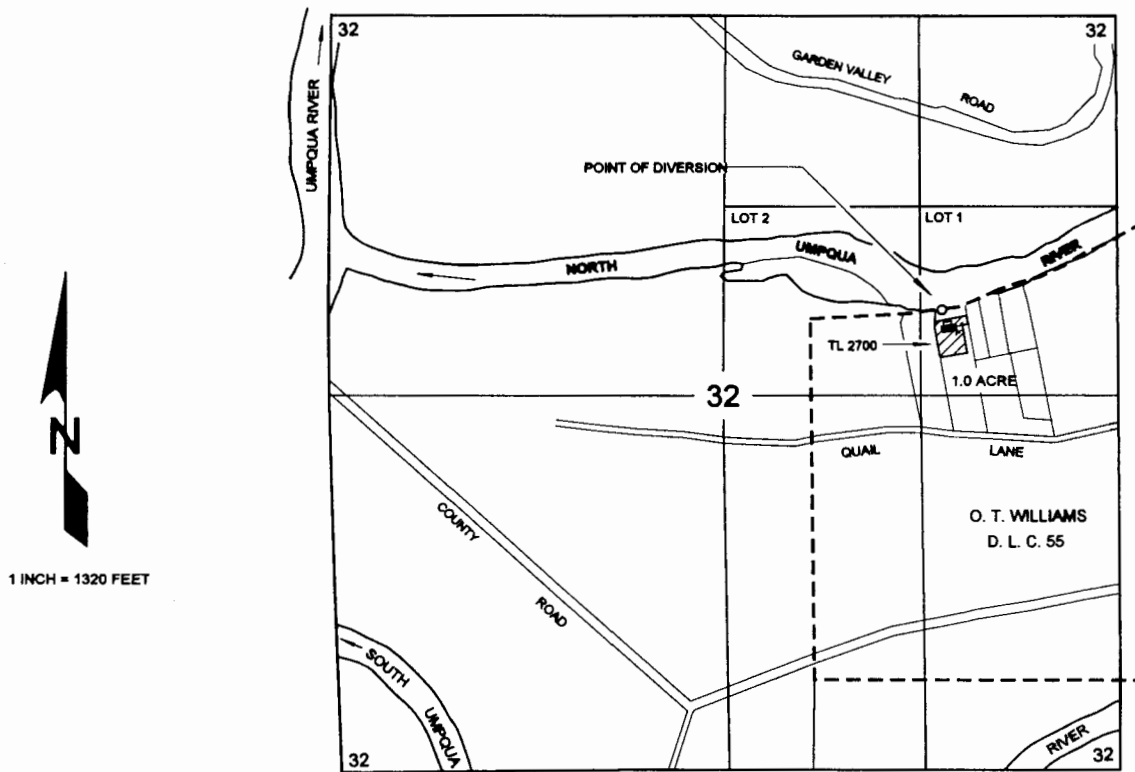 32
32
GARDEN VALLEY
ROAD
UMPQUA RIVER
POINT OF DIVERSION
LOT 2
LOT 1
UMPQUA
RIVER
NORTH
TL 2700
1.0 ACRE
32
N
QUAIL
LANE
COUNTY
ROAD
O. T. WILLIAMS
D. L. C. 55
1 INCH = 1320 FEET
SOUTH
UMPQUA
RIVER
32
32